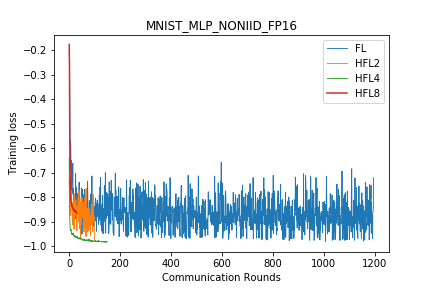 MNIST_MLP_NONIID_FP16
FL
HFL2
HFL4
HFL8
−0.2
−0.3
−0.4
−0.5
−0.6
−0.7
−0.8
−0.9
−1.0
Training loss
0 200 400 600 800 1000 1200
Communication Rounds